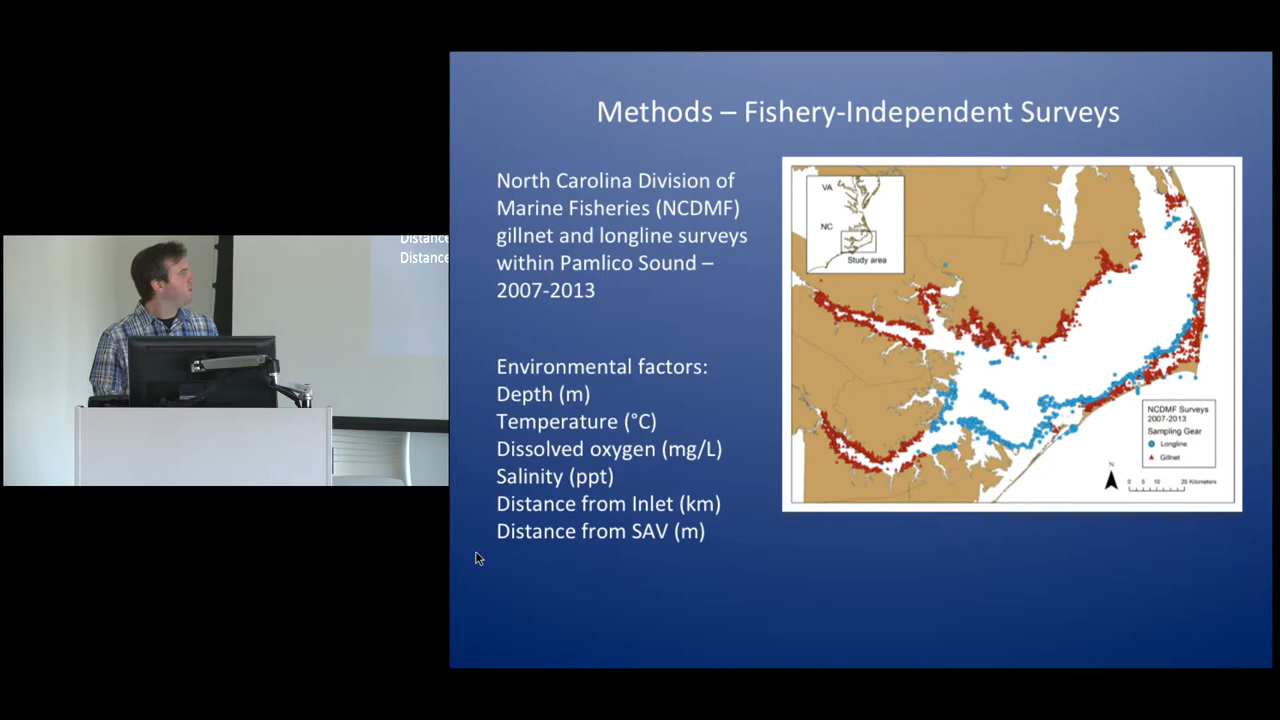 Distance
Distance
Methods – Fishery-Independent Surveys
North Carolina Division of
Marine Fisheries (NCDMF)
gillnet and longline surveys
within Pamlico Sound –
2007-2013
Environmental factors:
Depth (m)
Temperature (°C)
Dissolved oxygen (mg/L)
Salinity (ppt)
Distance from Inlet (km)
Distance from SAV (m)
VA
NC
Study area
NCDMF Surveys
2007-2013
Sampling Gear
Longline
Gillnet
N
0 5 10 20 Kilometers